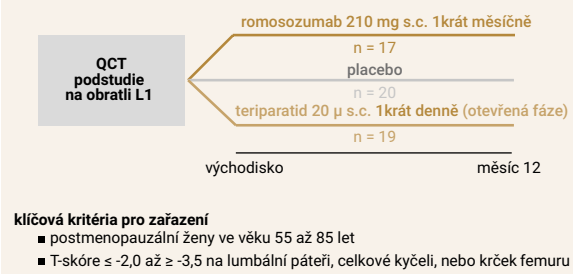 romosozumab 210 mg s.c. 1krát měsíčně
n = 17
QCT
podstudie
na obratli L1
placebo
n = 20
teriparatid 20 µ s.c. 1krát denně (otevřená fáze)
n = 19
východisko měsíc 12
klíčová kritéria pro zařazení
■ postmenopauzální ženy ve věku 55 až 85 let
■ T-skóre ≤ -2,0 až ≥ -3,5 na lumbální páteři, celkové kyčeli, nebo krček femuru